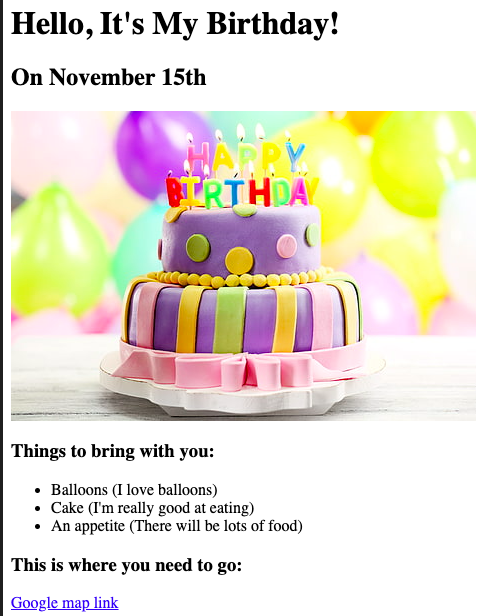 Hello, It's My Birthday!
On November 15th
HAPPY
BIRTHDAY
Things to bring with you:
Balloons (I love balloons)
Cake (I'm really good at eating)
An appetite (There will be lots of food)
This is where you need to go:
Google map link